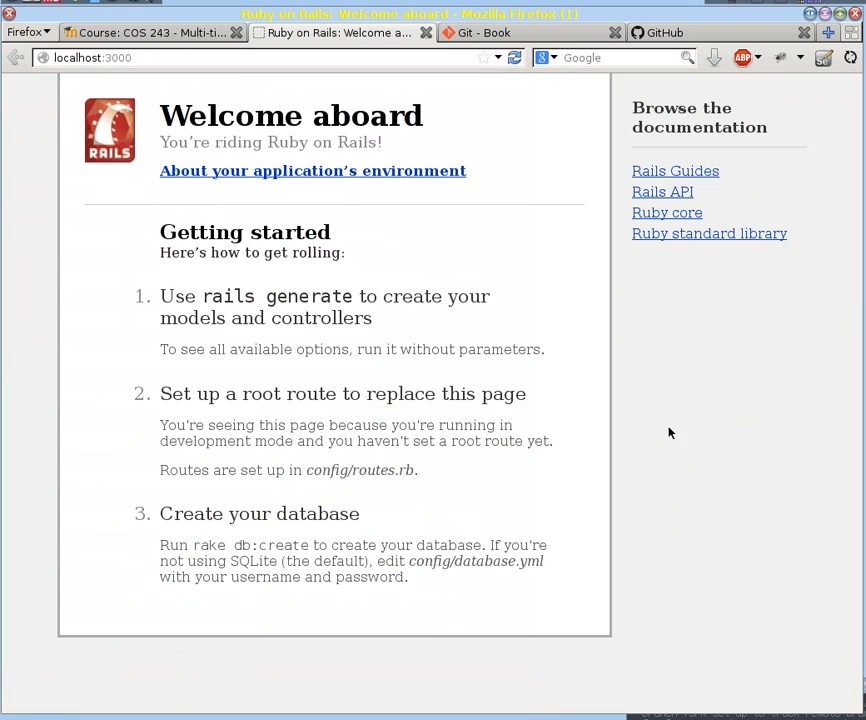 Ruby on Rails: Welcome aboard - Mozilla Firefox (1)
Firefox
Course: COS 243 - Multi-ti...
Ruby on Rails: Welcome a...
Git - Book
GitHub
localhost:3000
Google
ABP
RAILS
Welcome aboard
You're riding Ruby on Rails!
About your application's environment
Getting started
Here's how to get rolling:
1. Use rails generate to create your
models and controllers
To see all available options, run it without parameters.
2. Set up a root route to replace this page
You're seeing this page because you're running in
development mode and you haven't set a root route yet.
Routes are set up in config/routes.rb.
3. Create your database
Run rake db:create to create your database. If you're
not using SQLite (the default), edit config/database.yml
with your username and password.
Browse the
documentation
Rails Guides
Rails API
Ruby core
Ruby standard library